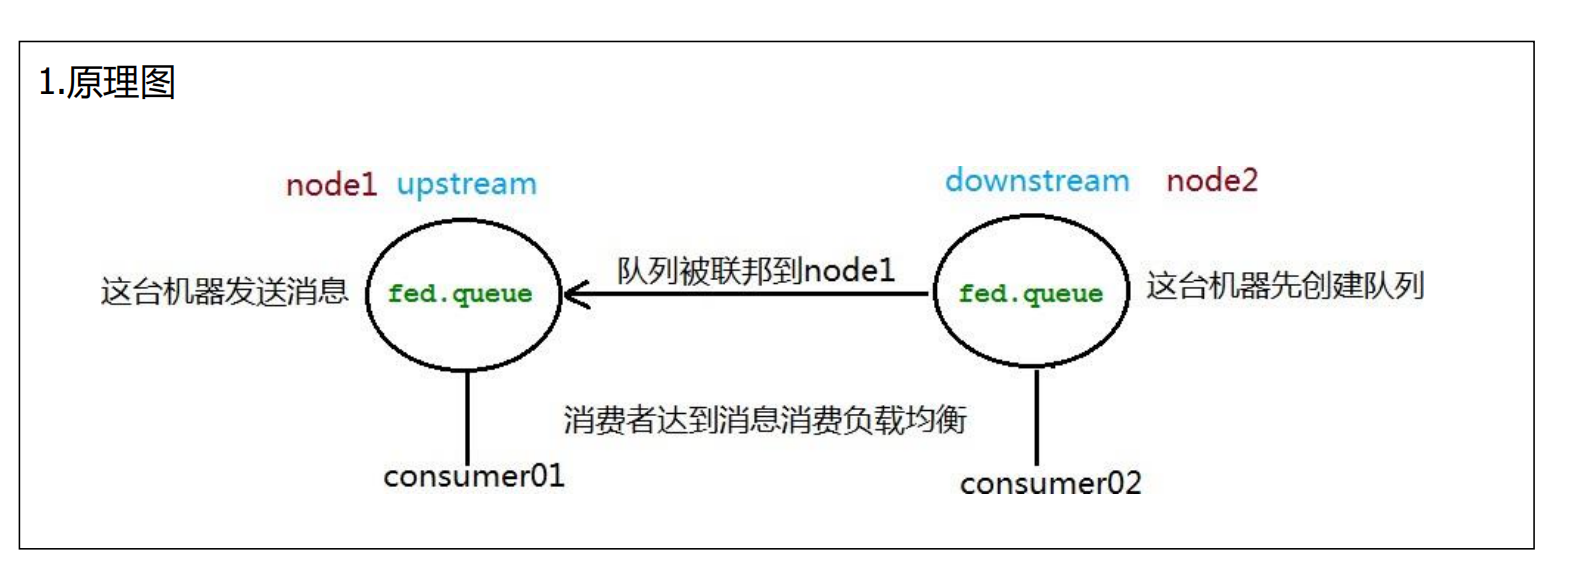 1.原理图
node1 upstream
downstream node2
队列被联邦到node1
这台机器发送消息
fed.queue
fed.queue
这台机器先创建队列
消费者达到消息消费负载均衡
consumer01
consumer02